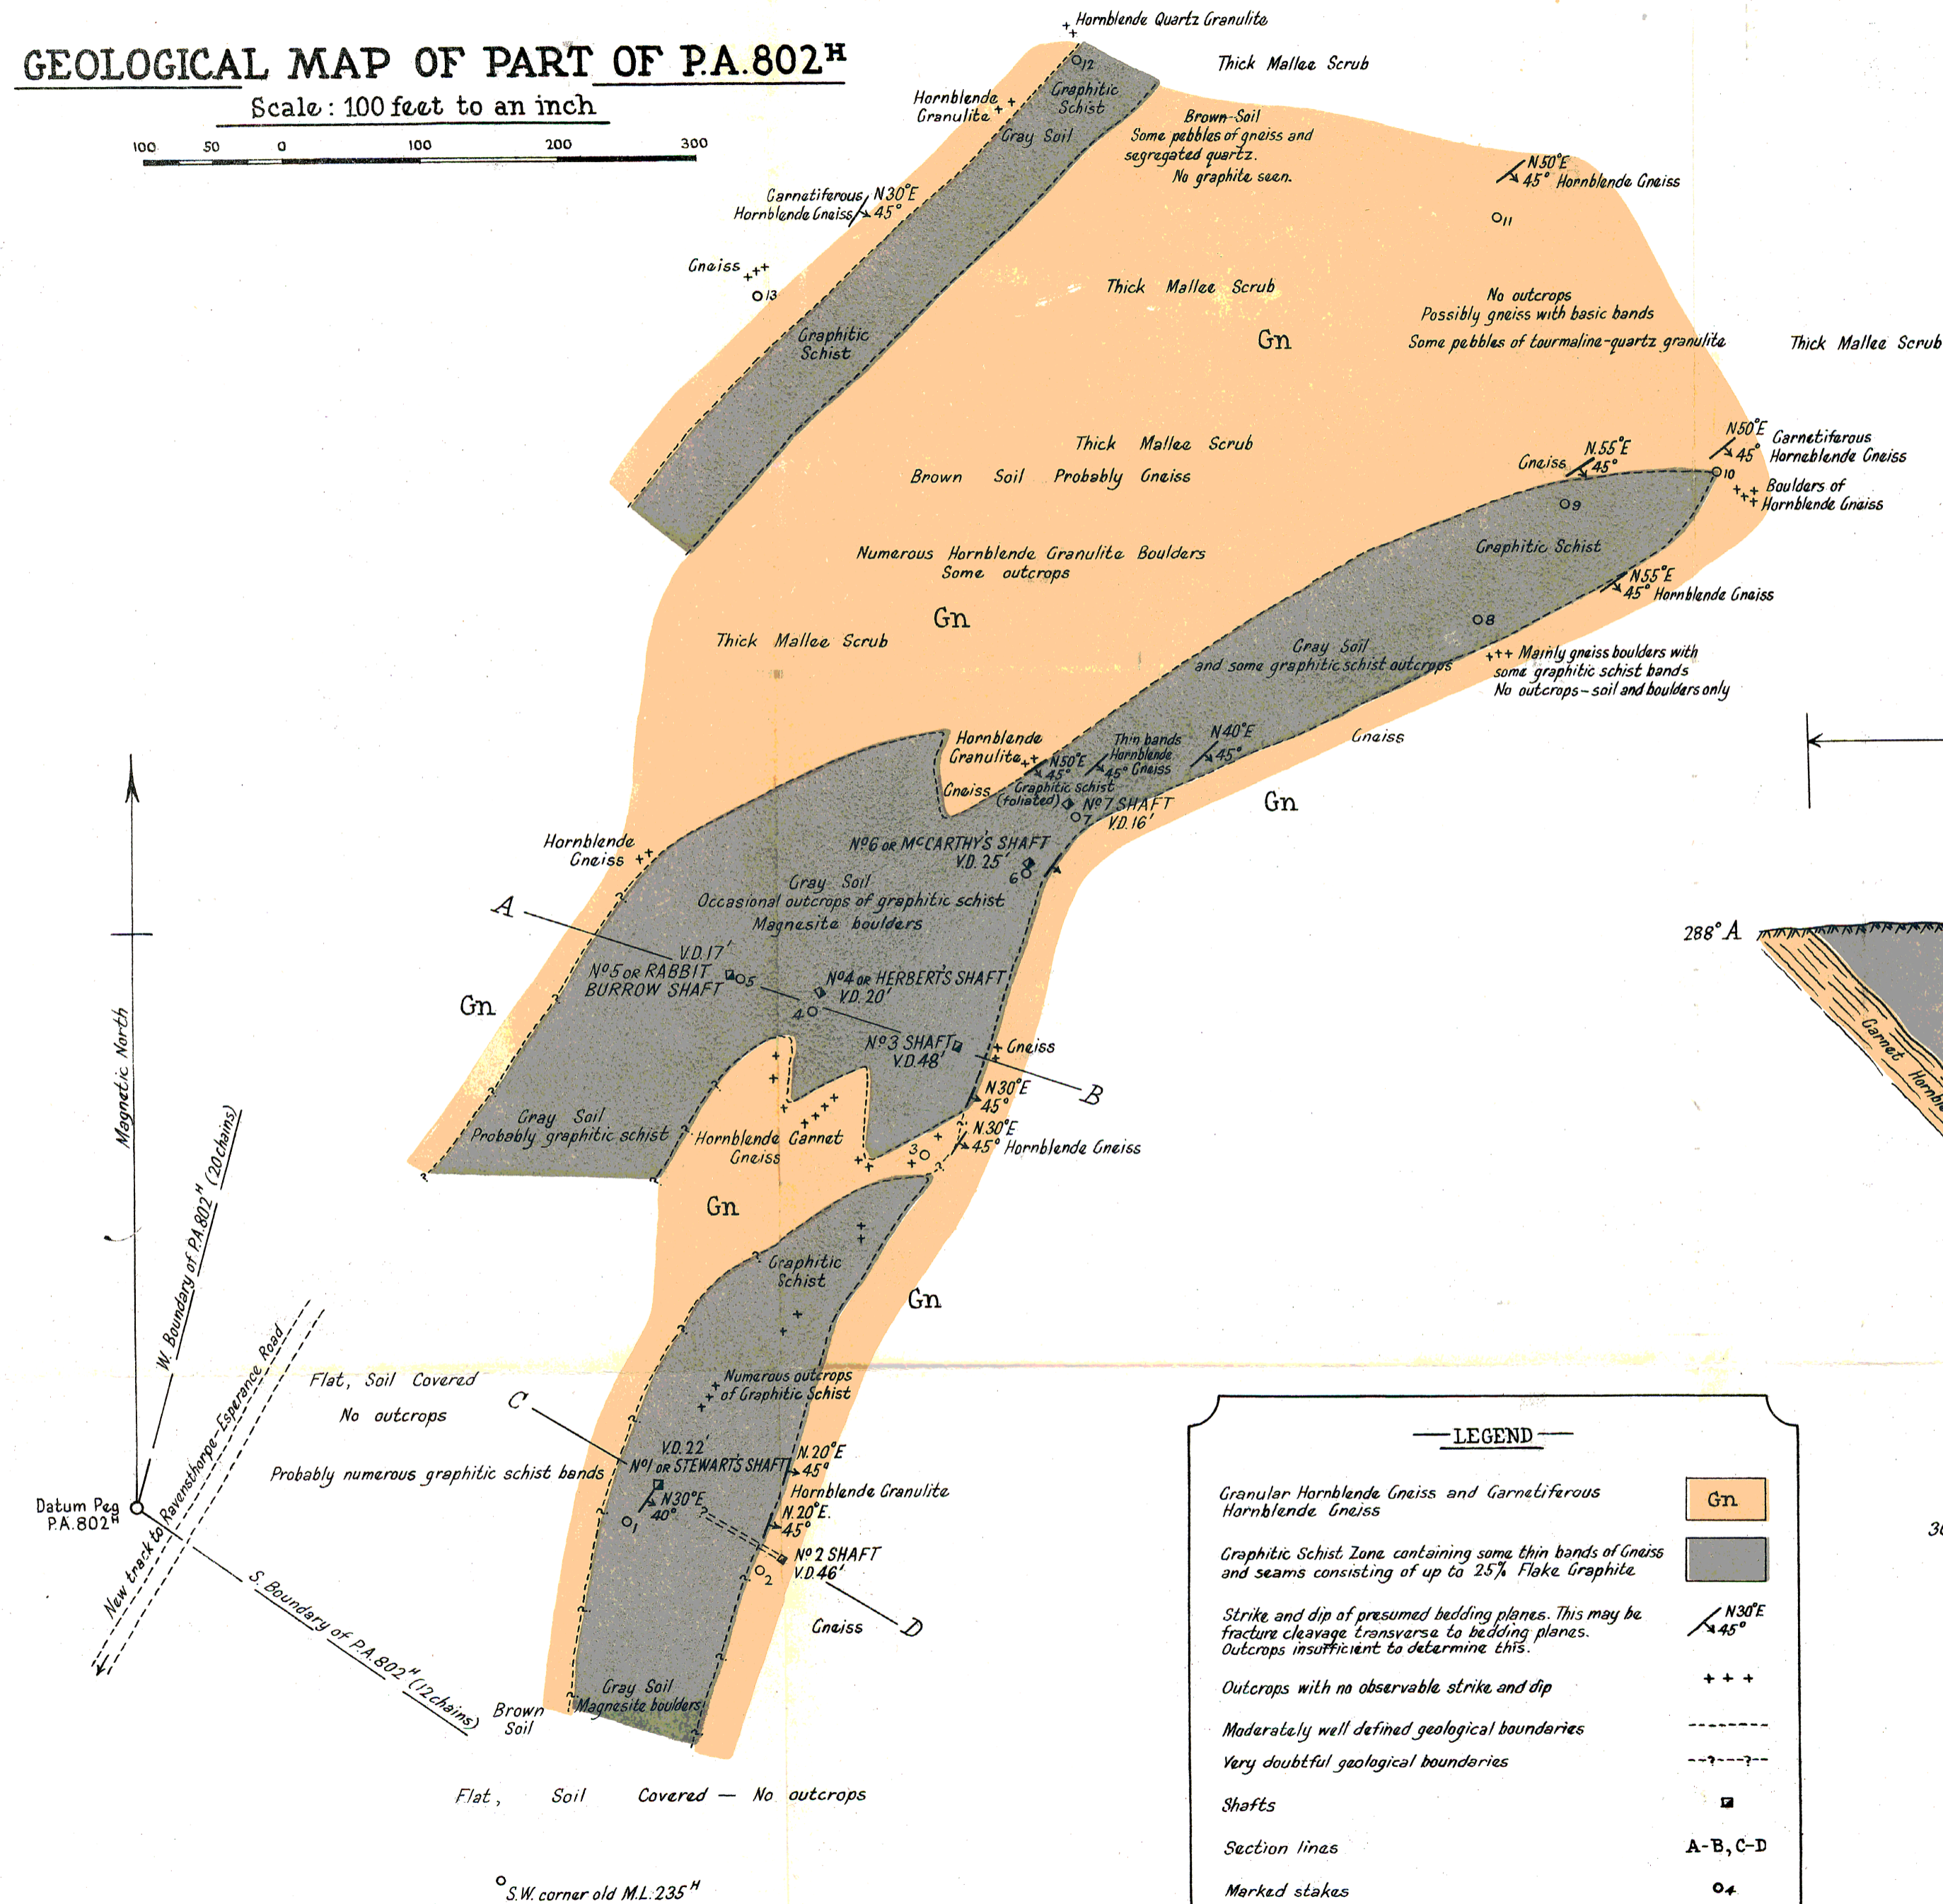 GEOLOGICAL MAP OF PART OF P.A.802ᴴ
Scale: 100 feet to an inch
100 50 0 100 200 300
Hornblende Quartz Granulite
12
Graphitic
Schist
Gray Soil
Thick Mallee Scrub
Hornblende
Granulite
Brown Soil
Some pebbles of gneiss and
segregated quartz.
No graphite seen.
N 50°E
45° Hornblende Gneiss
11
Garnetiferous
Hornblende Gneiss
N 30°E
45°
Gneiss
13
Graphitic
Schist
Thick Mallee Scrub
Gn
No outcrops
Possibly gneiss with basic bands
Some pebbles of tourmaline-quartz granulite
Thick Mallee Scrub
Thick Mallee Scrub
Brown Soil Probably Gneiss
Gneiss
N.55°E
45°
N50°E
45°
Garnetiferous
Horneblende Gneiss
10
Boulders of
Hornblende Gneiss
9
Graphitic Schist
Numerous Hornblende Granulite Boulders
Some outcrops
N55°E
45° Hornblende Gneiss
Gn
8
Thick Mallee Scrub
Gray Soil
and some graphitic schist outcrops
Mainly gneiss boulders with
some graphitic schist bands
No outcrops-soil and boulders only
Hornblende
Granulite
Gneiss
N50°E
45°
Thin bands
Hornblende
Gneiss
45°
N40°E
45°
Gneiss
Graphitic schist
(foliated)
Nº7 SHAFT
V.D. 16'
7
Gn
Nº6 OR McCARTHY'S SHAFT
V.D. 25'
6
Hornblende
Gneiss
Gray Soil
Occasional outcrops of graphitic schist
Magnesite boulders
A
V.D. 17'
Nº5 OR RABBIT
BURROW SHAFT
5
Nº4 OR HERBERT'S SHAFT
V.D. 20'
4
Nº3 SHAFT
V.D. 48'
Gneiss
B
Gn
N30°E
45°
N.30°E
45° Hornblende Gneiss
Gray Soil
Probably graphitic schist
Hornblende Garnet
Gneiss
3
Gn
Magnetic North
288° A
Garnet
W. Boundary of P.A.802ᴴ (20 chains)
Graphitic
Schist
Gn
New track to Ravensthorpe-Esperance Road
Flat, Soil Covered
No outcrops
Probably numerous graphitic schist bands
C
Numerous outcrops
of Graphitic Schist
V.D. 22'
Nº1 OR STEWART'S SHAFT
N.20°E
45°
Hornblende Granulite
N30°E
40°
N.20°E.
45°
1
Nº2 SHAFT
V.D. 46'
2
Gneiss
D
Datum Peg
P.A.802ᴴ
S. Boundary of P.A.802ᴴ (12 chains)
Brown
Soil
Gray Soil
Magnesite boulders
Flat, Soil Covered — No outcrops
S.W. corner old M.L. 235ᴴ
LEGEND
Granular Hornblende Gneiss and Garnetiferous
Hornblende Gneiss
Gn
Graphitic Schist Zone containing some thin bands of Gneiss
and seams consisting of up to 25% Flake Graphite
Strike and dip of presumed bedding planes. This may be
fracture cleavage transverse to bedding planes.
Outcrops insufficient to determine this.
N30°E
45°
Outcrops with no observable strike and dip
Moderately well defined geological boundaries
Very doubtful geological boundaries
Shafts
Section lines
A-B, C-D
Marked stakes
4